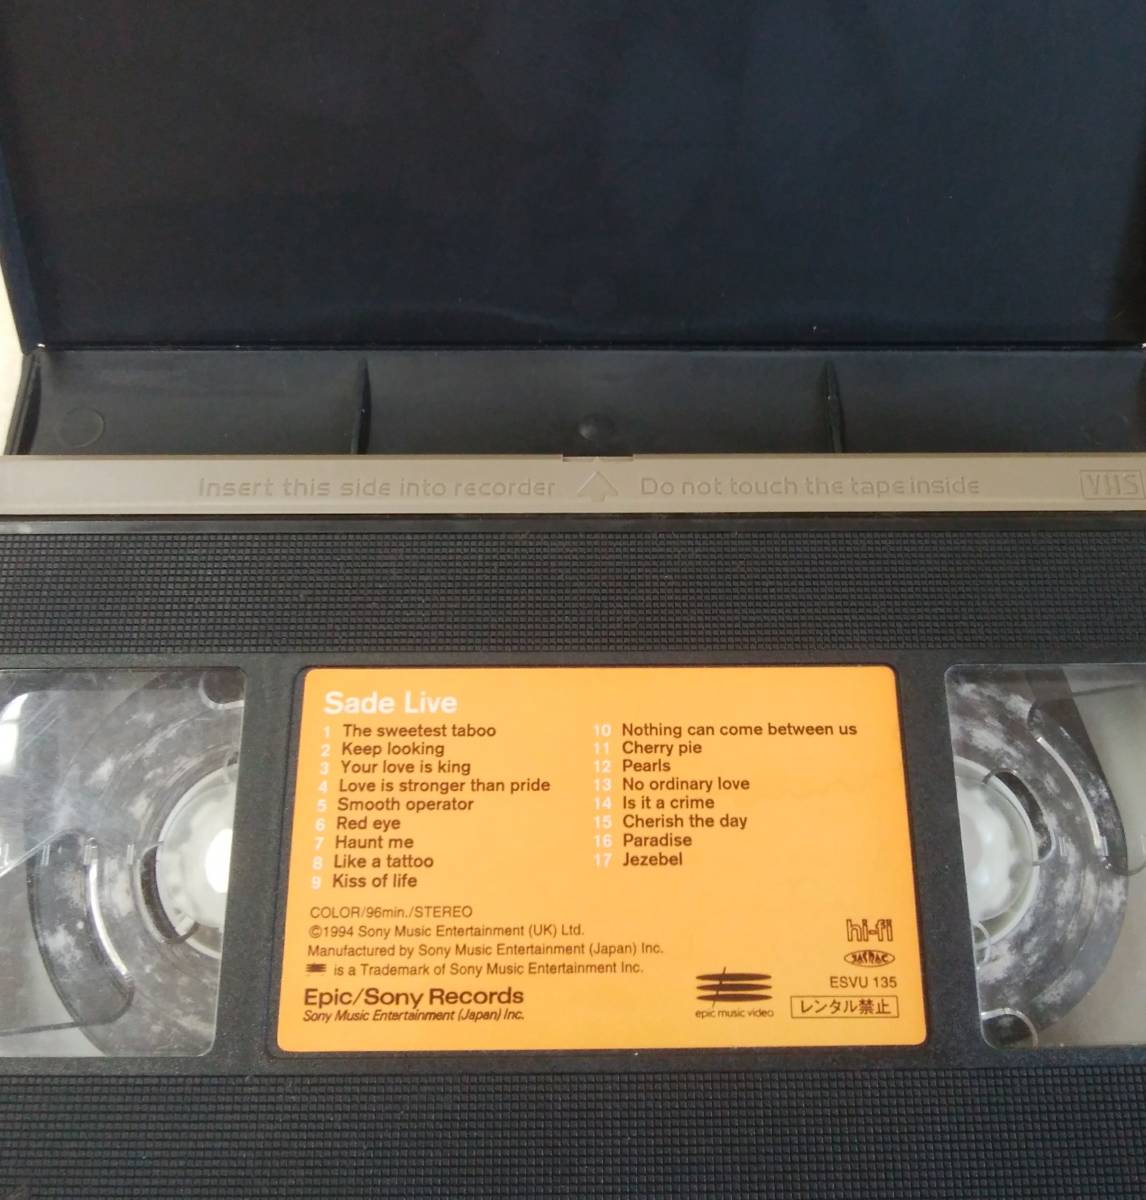 Insert this side into recorder Do not touch the tape inside VHS
Sade Live
1 The sweetest taboo
2 Keep looking
3 Your love is king
4 Love is stronger than pride
5 Smooth operator
6 Red eye
7 Haunt me
8 Like a tattoo
9 Kiss of life
10 Nothing can come between us
11 Cherry pie
12 Pearls
13 No ordinary love
14 Is it a crime
15 Cherish the day
16 Paradise
17 Jezebel
COLOR/96min./STEREO
©1994 Sony Music Entertainment (UK) Ltd.
Manufactured by Sony Music Entertainment (Japan) Inc.
is a Trademark of Sony Music Entertainment Inc.
Epic/Sony Records
Sony Music Entertainment (Japan) Inc.
epic music video
hi-fi
JASRAC
ESVU 135
レンタル禁止